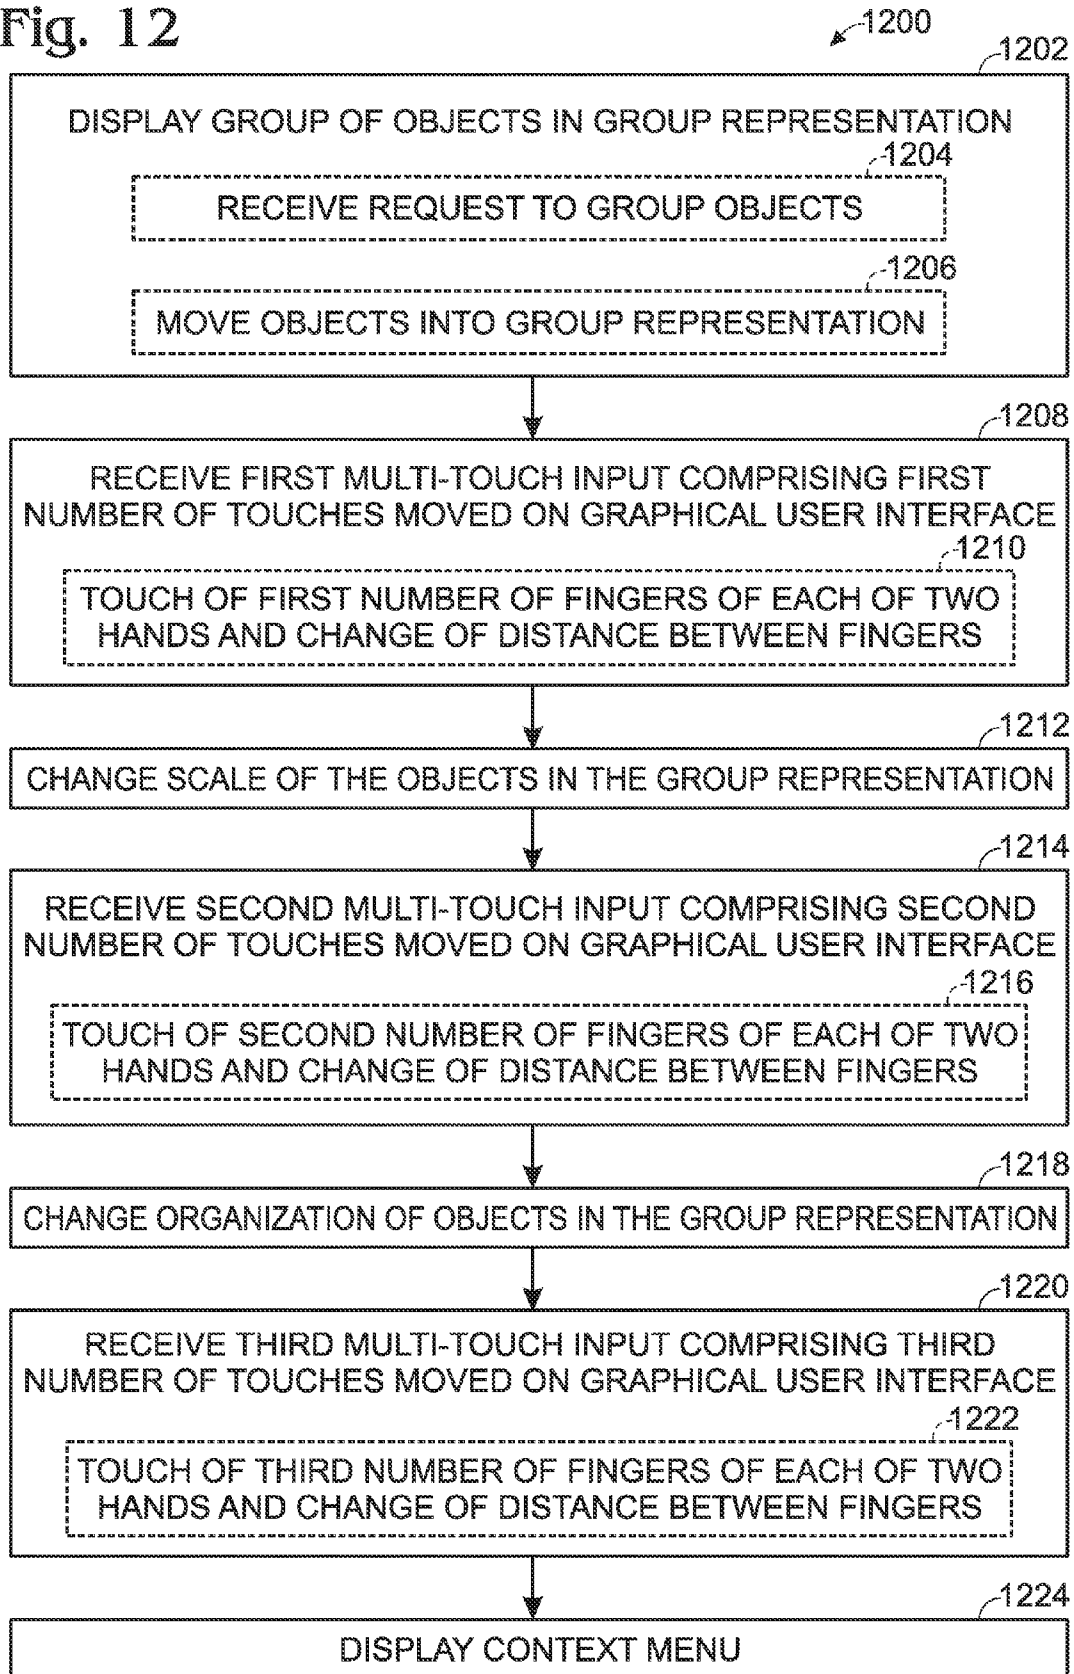 Fig. 12
1200
1202
DISPLAY GROUP OF OBJECTS IN GROUP REPRESENTATION
1204
RECEIVE REQUEST TO GROUP OBJECTS
1206
MOVE OBJECTS INTO GROUP REPRESENTATION
1208
RECEIVE FIRST MULTI-TOUCH INPUT COMPRISING FIRST
NUMBER OF TOUCHES MOVED ON GRAPHICAL USER INTERFACE
1210
TOUCH OF FIRST NUMBER OF FINGERS OF EACH OF TWO
HANDS AND CHANGE OF DISTANCE BETWEEN FINGERS
1212
CHANGE SCALE OF THE OBJECTS IN THE GROUP REPRESENTATION
1214
RECEIVE SECOND MULTI-TOUCH INPUT COMPRISING SECOND
NUMBER OF TOUCHES MOVED ON GRAPHICAL USER INTERFACE
1216
TOUCH OF SECOND NUMBER OF FINGERS OF EACH OF TWO
HANDS AND CHANGE OF DISTANCE BETWEEN FINGERS
1218
CHANGE ORGANIZATION OF OBJECTS IN THE GROUP REPRESENTATION
1220
RECEIVE THIRD MULTI-TOUCH INPUT COMPRISING THIRD
NUMBER OF TOUCHES MOVED ON GRAPHICAL USER INTERFACE
1222
TOUCH OF THIRD NUMBER OF FINGERS OF EACH OF TWO
HANDS AND CHANGE OF DISTANCE BETWEEN FINGERS
1224
DISPLAY CONTEXT MENU